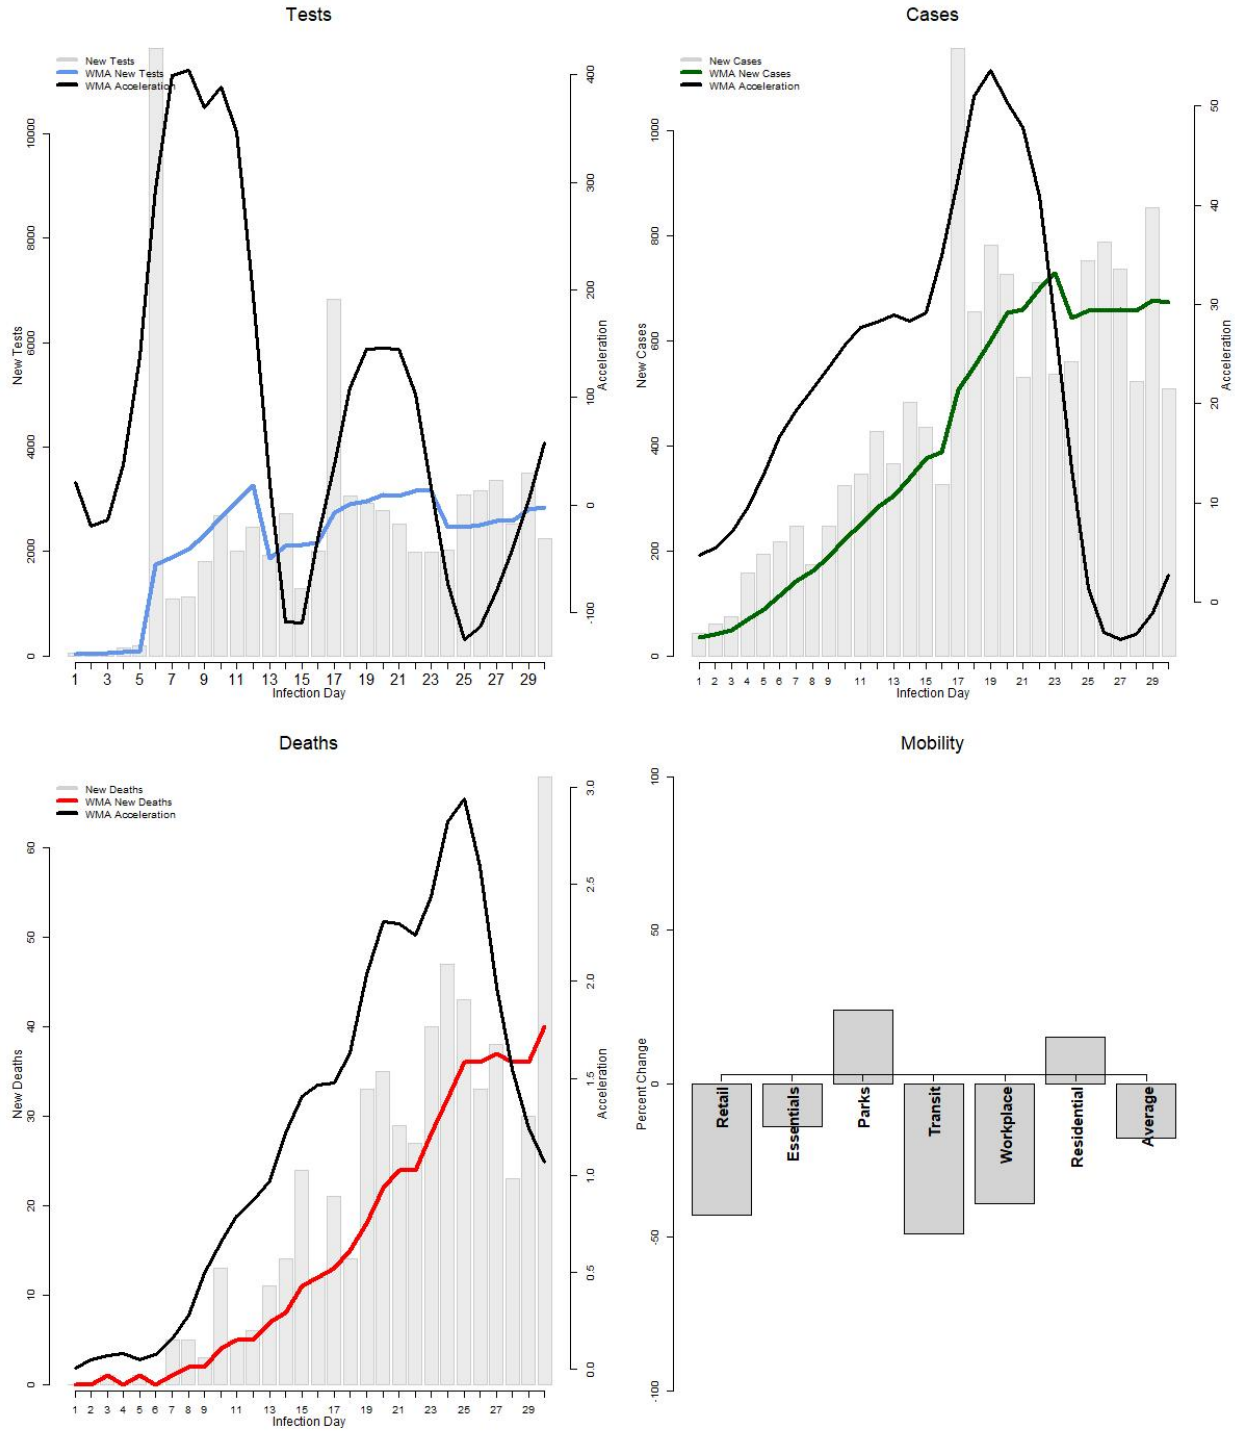 Tests
New Tests
WMA New Tests
WMA Acceleration
New Tests
0 2000 4000 6000 8000 10000
Acceleration
-100 0 100 200 300 400
1 3 5 7 9 11 13 15 17 19 21 23 25 27 29
Infection Day
Cases
New Cases
WMA New Cases
WMA Acceleration
New Cases
0 200 400 600 800 1000
Acceleration
0 10 20 30 40 50
1 2 3 4 5 6 7 8 9 11 13 15 17 19 21 23 25 27 29
Infection Day
Deaths
New Deaths
WMA New Deaths
WMA Acceleration
New Deaths
0 10 20 30 40 50 60
Acceleration
0.0 0.5 1.0 1.5 2.0 2.5 3.0
1 2 3 4 5 6 7 8 9 11 13 15 17 19 21 23 25 27 29
Infection Day
Mobility
Percent Change
-100 -50 0 50 100
Retail
Essentials
Parks
Transit
Workplace
Residential
Average